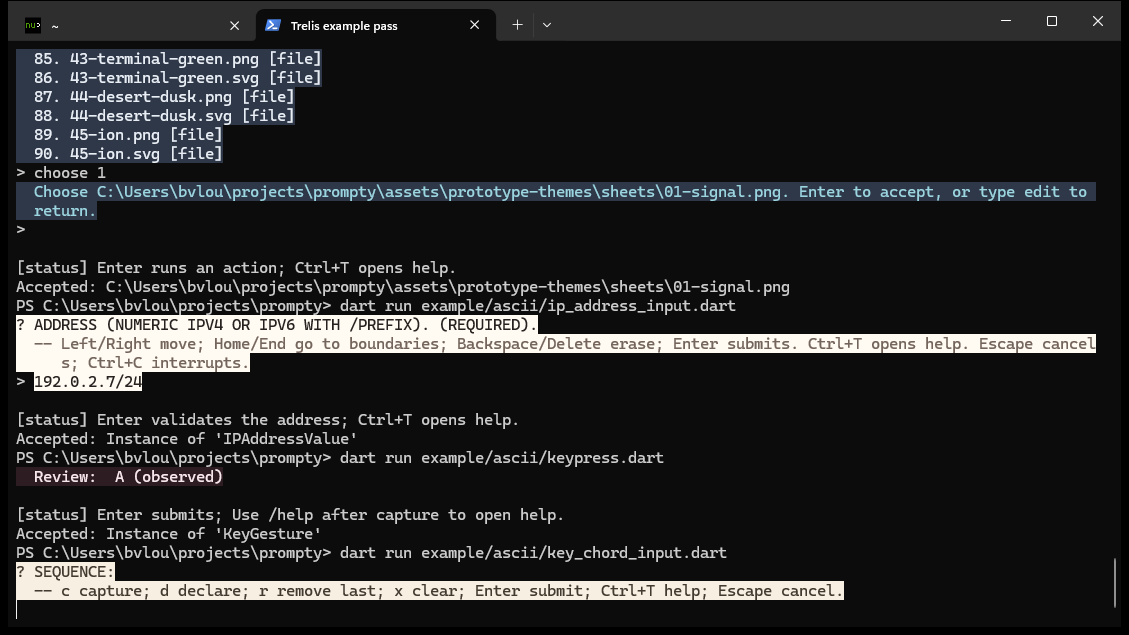 nu> ~
Trelis example pass
85. 43-terminal-green.png [file]
86. 43-terminal-green.svg [file]
87. 44-desert-dusk.png [file]
88. 44-desert-dusk.svg [file]
89. 45-ion.png [file]
90. 45-ion.svg [file]
> choose 1
Choose C:\Users\bvlou\projects\prompty\assets\prototype-themes\sheets\01-signal.png. Enter to accept, or type edit to
return.
>
[status] Enter runs an action; Ctrl+T opens help.
Accepted: C:\Users\bvlou\projects\prompty\assets\prototype-themes\sheets\01-signal.png
PS C:\Users\bvlou\projects\prompty> dart run example/ascii/ip_address_input.dart
? ADDRESS (NUMERIC IPV4 OR IPV6 WITH /PREFIX). (REQUIRED).
-- Left/Right move; Home/End go to boundaries; Backspace/Delete erase; Enter submits. Ctrl+T opens help. Escape cancel
s; Ctrl+C interrupts.
> 192.0.2.7/24
[status] Enter validates the address; Ctrl+T opens help.
Accepted: Instance of 'IPAddressValue'
PS C:\Users\bvlou\projects\prompty> dart run example/ascii/keypress.dart
Review:  A (observed)
[status] Enter submits; Use /help after capture to open help.
Accepted: Instance of 'KeyGesture'
PS C:\Users\bvlou\projects\prompty> dart run example/ascii/key_chord_input.dart
? SEQUENCE:
-- c capture; d declare; r remove last; x clear; Enter submit; Ctrl+T help; Escape cancel.